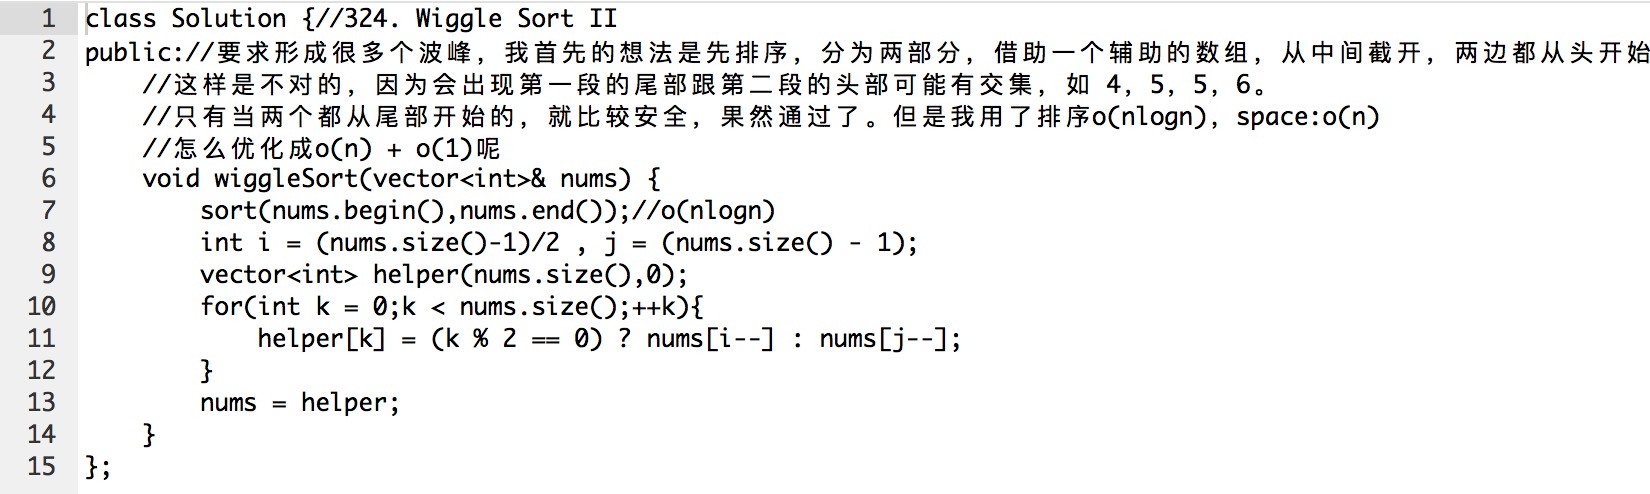 1 class Solution {//324. Wiggle Sort II
2 public://要求形成很多个波峰，我首先的想法是先排序，分为两部分，借助一个辅助的数组，从中间截开，两边都从头开始
3     //这样是不对的，因为会出现第一段的尾部跟第二段的头部可能有交集，如 4，5，5，6。
4     //只有当两个都从尾部开始的，就比较安全，果然通过了。但是我用了排序o(nlogn)，space:o(n)
5     //怎么优化成o(n) + o(1)呢
6     void wiggleSort(vector<int>& nums) {
7         sort(nums.begin(),nums.end());//o(nlogn)
8         int i = (nums.size()-1)/2 , j = (nums.size() - 1);
9         vector<int> helper(nums.size(),0);
10         for(int k = 0;k < nums.size();++k){
11             helper[k] = (k % 2 == 0) ? nums[i--] : nums[j--];
12         }
13         nums = helper;
14     }
15 };